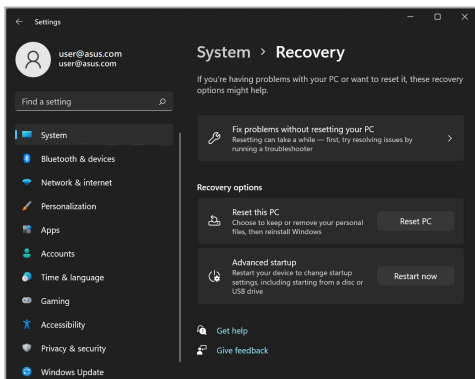 Settings
user@asus.com
user@asus.com
Find a setting
System
Bluetooth & devices
Network & internet
Personalization
Apps
Accounts
Time & language
Gaming
Accessibility
Privacy & security
Windows Update
System > Recovery
If you're having problems with your PC or want to reset it, these recovery
options might help.
Fix problems without resetting your PC
Resetting can take a while — first, try resolving issues by
running a troubleshooter
Recovery options
Reset this PC
Choose to keep or remove your personal
files, then reinstall Windows
Reset PC
Advanced startup
Restart your device to change startup
settings, including starting from a disc or
USB drive
Restart now
Get help
Give feedback